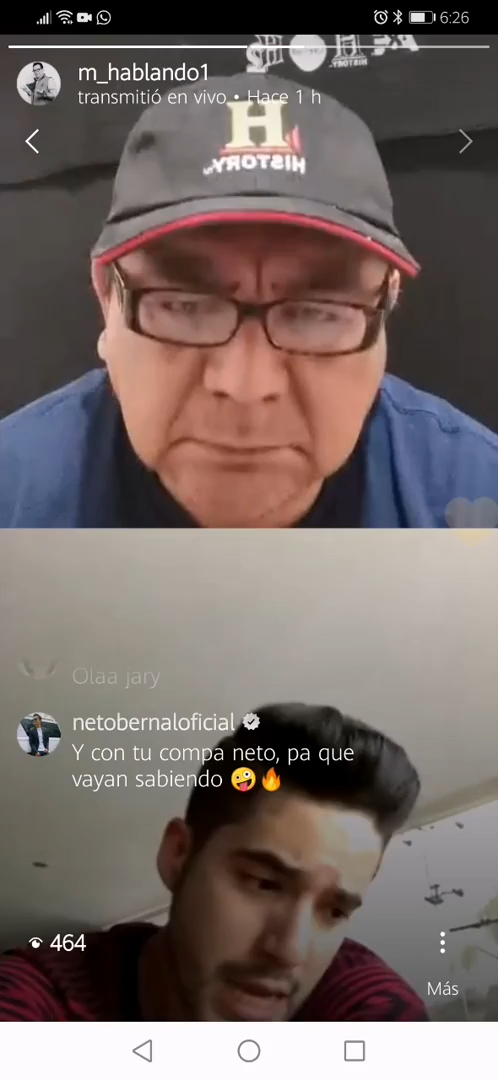 6:26
HISTORY
m_hablando1
transmitió en vivo • Hace 1 h
H
HISTORY
Olaa jary
netobernaloficial
Y con tu compa neto, pa que
vayan sabiendo 🤪🔥
464
Más